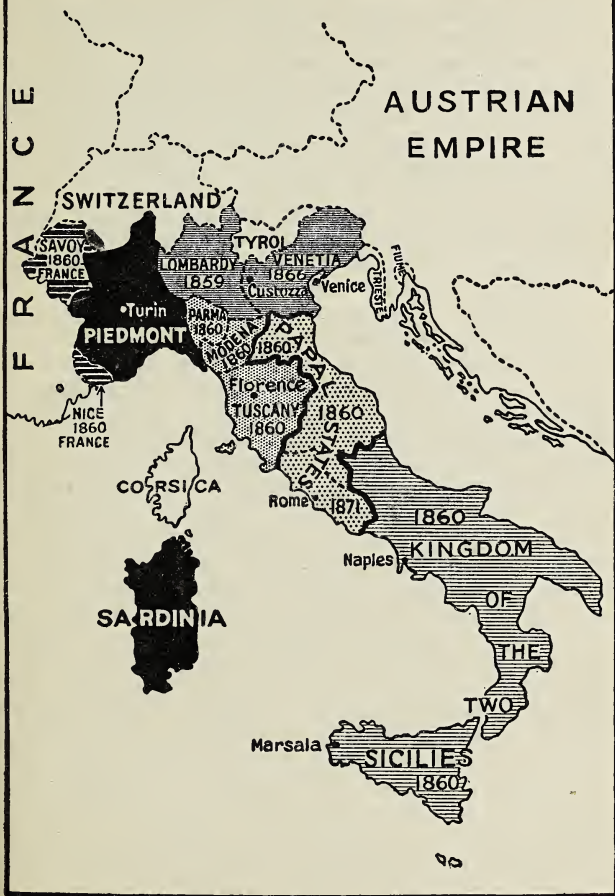 AUSTRIAN
EMPIRE
FRANCE
SWITZERLAND
SAVOY
1860
FRANCE
TYROL
LOMBARDY
1859
VENETIA
1866
Custozza
Venice
TRIESTE
FIUME
Turin
PIEDMONT
PARMA
1860
MODENA
1860
PAPAL STATES
1860
1860
1871
Florence
TUSCANY
1860
NICE
1860
FRANCE
CORSICA
Rome
SARDINIA
Naples
1860
KINGDOM
OF
THE
TWO
SICILIES
1860
Marsala